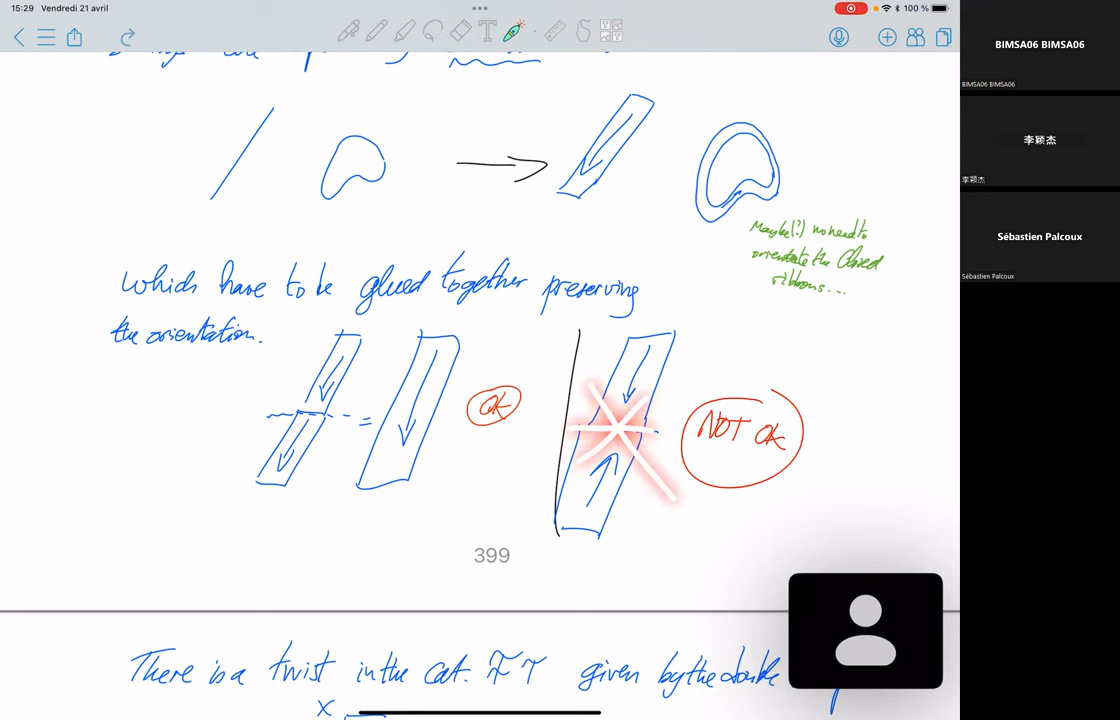 15:29 Vendredi 21 avril
100 %
BIMSA06 BIMSA06
BIMSA06 BIMSA06
李颖杰
李颖杰
Sébastien Palcoux
Sébastien Palcoux
Maybe(?) no need to
orientate the closed
ribbons...
which have to be glued together preserving
the orientation.
=
OK
NOT OK
399
There is a twist in the cat. given by the double